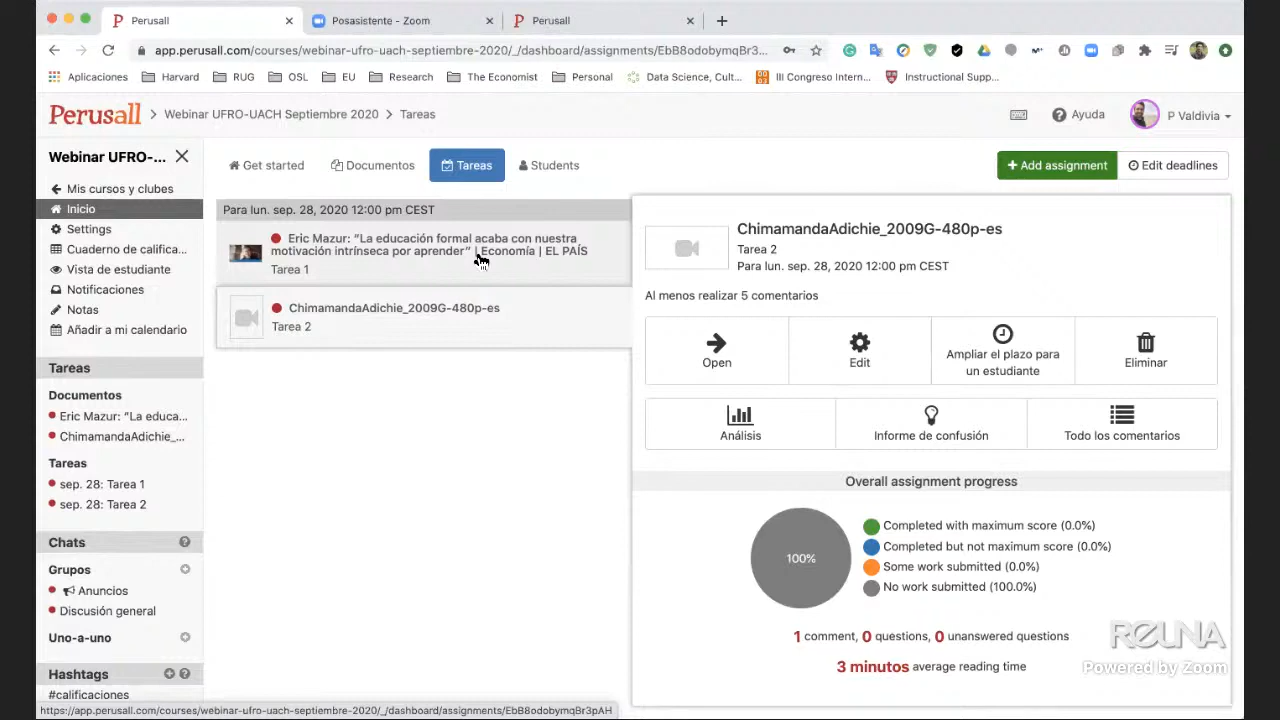 Perusall
Posasistente - Zoom
Perusall
app.perusall.com/courses/webinar-ufro-uach-septiembre-2020/_/dashboard/assignments/EbB8odobymqBr3...
Aplicaciones
Harvard
RUG
OSL
EU
Research
The Economist
Personal
Data Science, Cult...
III Congreso Intern...
Instructional Supp...
Perusall > Webinar UFRO-UACH Septiembre 2020 > Tareas
Ayuda
P Valdivia
Webinar UFRO-...
Mis cursos y clubes
Inicio
Settings
Cuaderno de califica...
Vista de estudiante
Notificaciones
Notas
Añadir a mi calendario
Tareas
Documentos
Eric Mazur: "La educa...
ChimamandaAdichie_...
Tareas
sep. 28: Tarea 1
sep. 28: Tarea 2
Chats
Grupos
Anuncios
Discusión general
Uno-a-uno
Hashtags
#calificaciones
Get started
Documentos
Tareas
Students
+ Add assignment
Edit deadlines
Para lun. sep. 28, 2020 12:00 pm CEST
Eric Mazur: "La educación formal acaba con nuestra
motivación intrínseca por aprender" | Economía | EL PAÍS
Tarea 1
ChimamandaAdichie_2009G-480p-es
Tarea 2
ChimamandaAdichie_2009G-480p-es
Tarea 2
Para lun. sep. 28, 2020 12:00 pm CEST
Al menos realizar 5 comentarios
Open
Edit
Ampliar el plazo para
un estudiante
Eliminar
Análisis
Informe de confusión
Todo los comentarios
Overall assignment progress
100%
Completed with maximum score (0.0%)
Completed but not maximum score (0.0%)
Some work submitted (0.0%)
No work submitted (100.0%)
1 comment, 0 questions, 0 unanswered questions
3 minutos average reading time
REUNA
Powered by Zoom
https://app.perusall.com/courses/webinar-ufro-uach-septiembre-2020/_/dashboard/assignments/EbB8odobymqBr3pAH